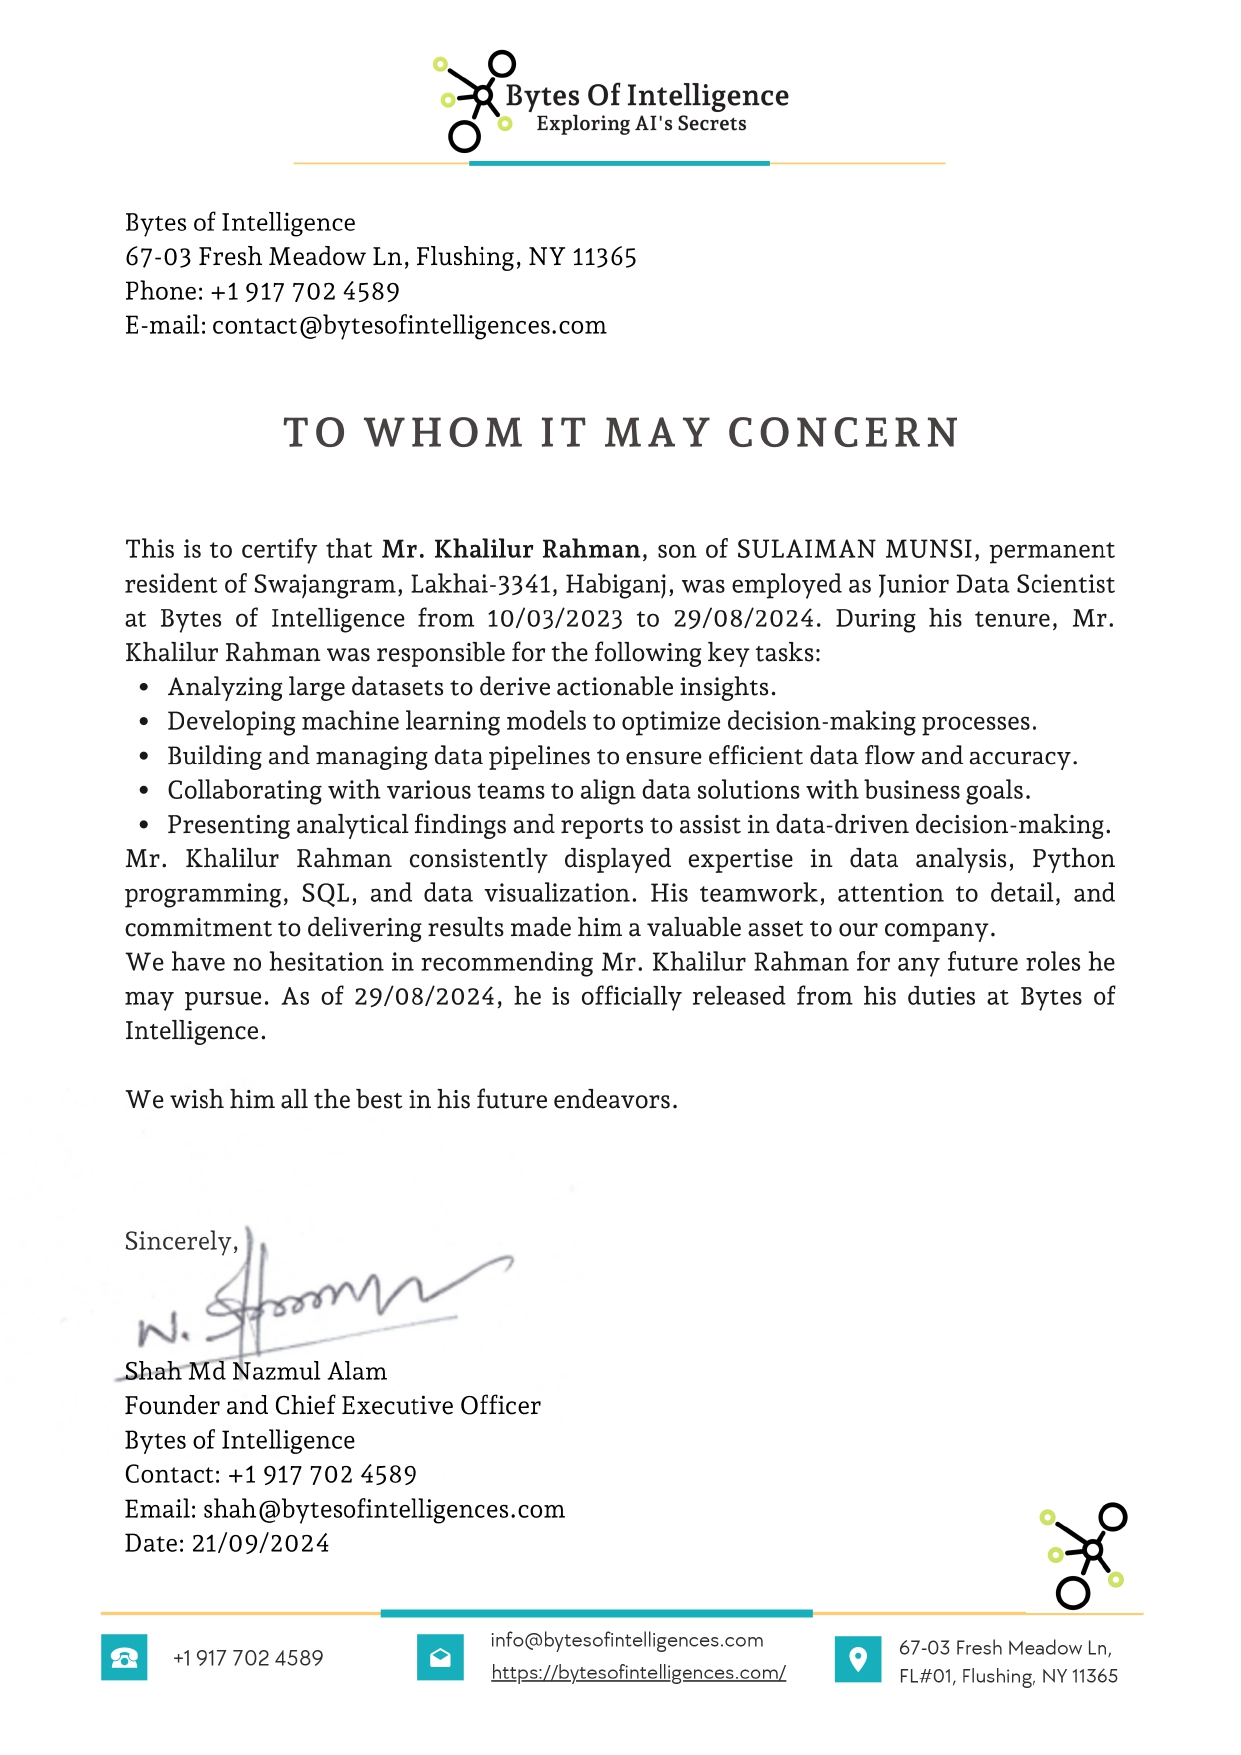 Bytes Of Intelligence
Exploring AI's Secrets
Bytes of Intelligence
67-03 Fresh Meadow Ln, Flushing, NY 11365
Phone: +1 917 702 4589
E-mail: contact@bytesofintelligences.com
TO WHOM IT MAY CONCERN
This is to certify that Mr. Khalilur Rahman, son of SULAIMAN MUNSI, permanent
resident of Swajangram, Lakhai-3341, Habiganj, was employed as Junior Data Scientist
at Bytes of Intelligence from 10/03/2023 to 29/08/2024. During his tenure, Mr.
Khalilur Rahman was responsible for the following key tasks:
• Analyzing large datasets to derive actionable insights.
• Developing machine learning models to optimize decision-making processes.
• Building and managing data pipelines to ensure efficient data flow and accuracy.
• Collaborating with various teams to align data solutions with business goals.
• Presenting analytical findings and reports to assist in data-driven decision-making.
Mr. Khalilur Rahman consistently displayed expertise in data analysis, Python
programming, SQL, and data visualization. His teamwork, attention to detail, and
commitment to delivering results made him a valuable asset to our company.
We have no hesitation in recommending Mr. Khalilur Rahman for any future roles he
may pursue. As of 29/08/2024, he is officially released from his duties at Bytes of
Intelligence.
We wish him all the best in his future endeavors.
Sincerely,
Shah Md Nazmul Alam
Founder and Chief Executive Officer
Bytes of Intelligence
Contact: +1 917 702 4589
Email: shah@bytesofintelligences.com
Date: 21/09/2024
+1 917 702 4589
info@bytesofintelligences.com
https://bytesofintelligences.com/
67-03 Fresh Meadow Ln,
FL#01, Flushing, NY 11365